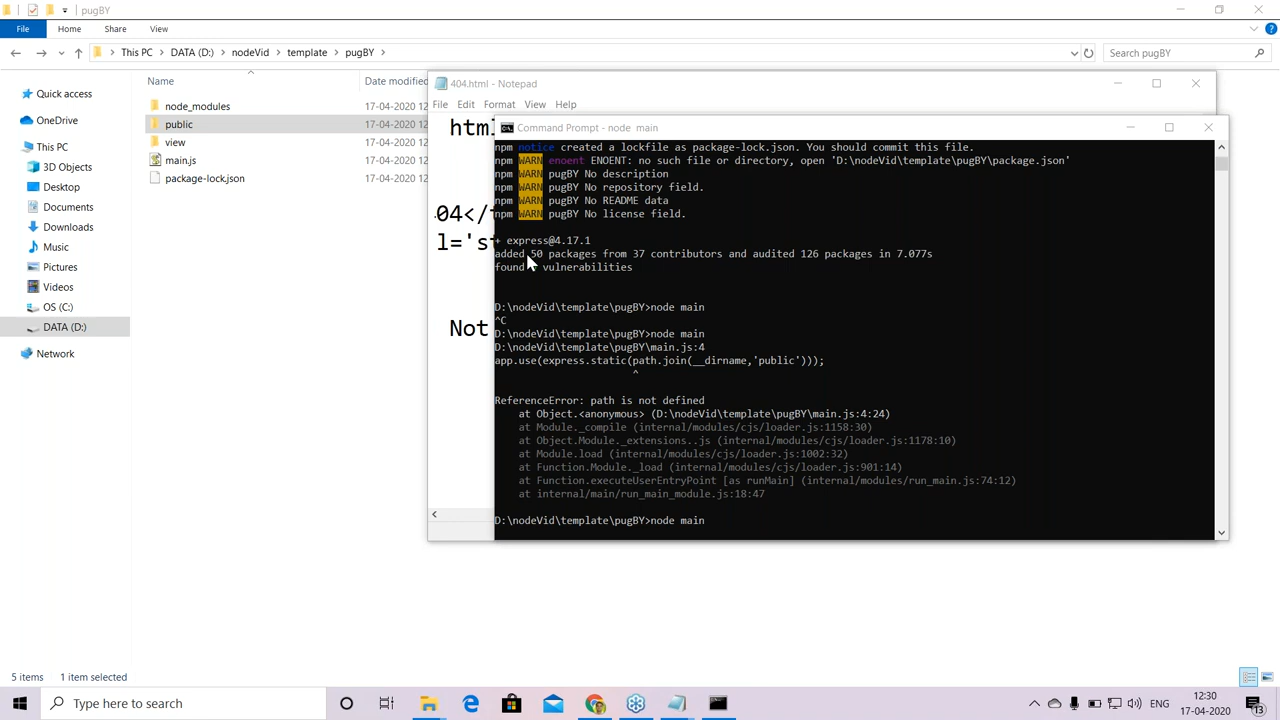 pugBY
File
Home
Share
View
This PC
DATA (D:)
nodeVid
template
pugBY
Search pugBY
Name
Date modified
Quick access
OneDrive
This PC
3D Objects
Desktop
Documents
Downloads
Music
Pictures
Videos
OS (C:)
DATA (D:)
Network
node_modules
17-04-2020 12
public
17-04-2020 12
view
17-04-2020 12
main.js
17-04-2020 12
package-lock.json
17-04-2020 12
404.html - Notepad
File Edit Format View Help
html
04</
l='st
Not
Command Prompt - node main
npm notice created a lockfile as package-lock.json. You should commit this file.
npm WARN enoent ENOENT: no such file or directory, open 'D:\nodeVid\template\pugBY\package.json'
npm WARN pugBY No description
npm WARN pugBY No repository field.
npm WARN pugBY No README data
npm WARN pugBY No license field.
+ express@4.17.1
added 50 packages from 37 contributors and audited 126 packages in 7.077s
found vulnerabilities
D:\nodeVid\template\pugBY>node main
^C
D:\nodeVid\template\pugBY>node main
D:\nodeVid\template\pugBY\main.js:4
app.use(express.static(path.join(__dirname,'public')));
^
ReferenceError: path is not defined
at Object.<anonymous> (D:\nodeVid\template\pugBY\main.js:4:24)
at Module._compile (internal/modules/cjs/loader.js:1158:30)
at Object.Module._extensions..js (internal/modules/cjs/loader.js:1178:10)
at Module.load (internal/modules/cjs/loader.js:1002:32)
at Function.Module._load (internal/modules/cjs/loader.js:901:14)
at Function.executeUserEntryPoint [as runMain] (internal/modules/run_main.js:74:12)
at internal/main/run_main_module.js:18:47
D:\nodeVid\template\pugBY>node main
5 items
1 item selected
Type here to search
ENG
12:30
17-04-2020
13